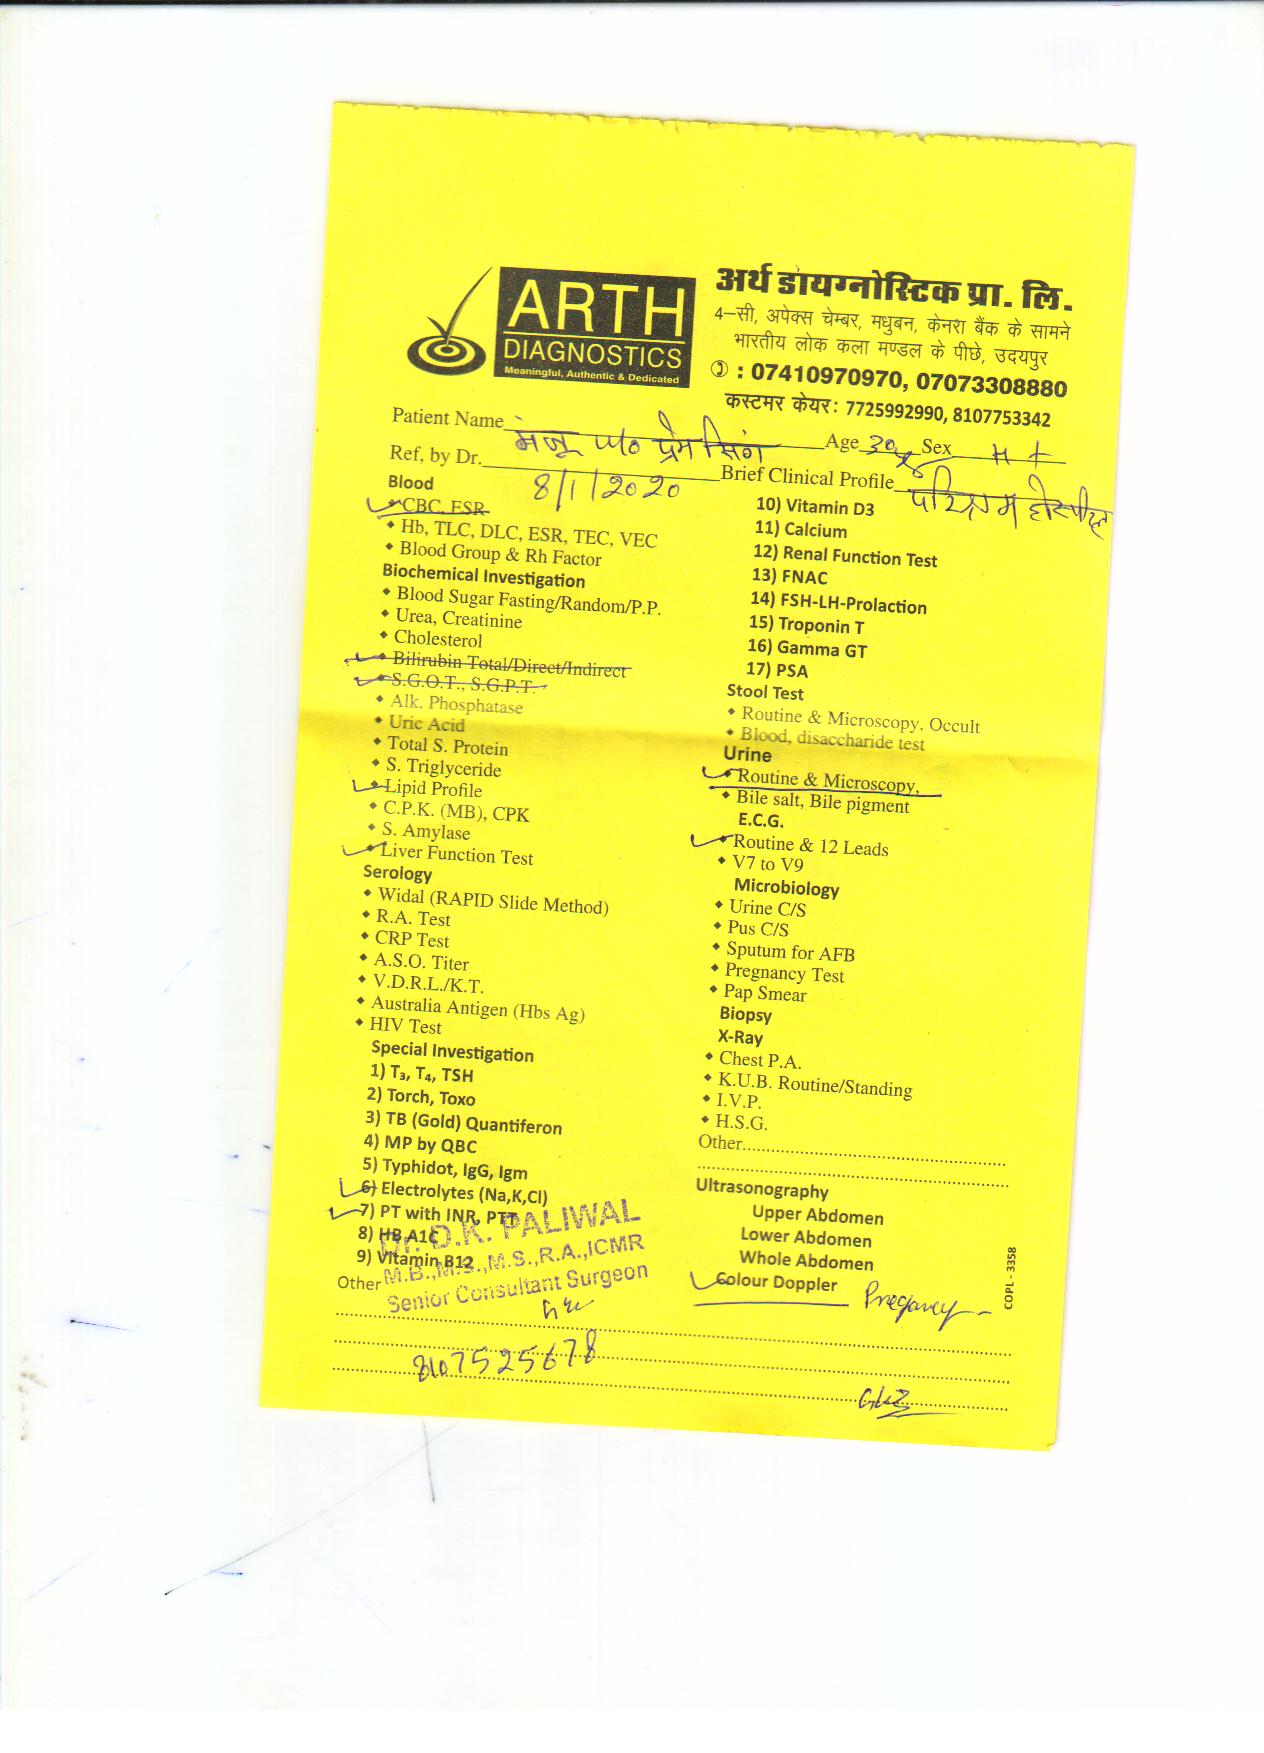 ARTH
DIAGNOSTICS
Meaningful, Authentic & Dedicated
अर्थ डायग्नोस्टिक प्रा. लि.
4–सी, अपेक्स चेम्बर, मधुबन, केनरा बैंक के सामने
भारतीय लोक कला मण्डल के पीछे, उदयपुर
✆ : 07410970970, 07073308880
कस्टमर केयर: 7725992990, 8107753342
Patient Name मंजू w/o प्रेम सिंग Age 30 Sex
Ref, by Dr. Brief Clinical Profile
8/1/2020
Blood
CBC, ESR
Hb, TLC, DLC, ESR, TEC, VEC
Blood Group & Rh Factor
Biochemical Investigation
Blood Sugar Fasting/Random/P.P.
Urea, Creatinine
Cholesterol
Bilirubin Total/Direct/Indirect
S.G.O.T., S.G.P.T.
Alk. Phosphatase
Uric Acid
Total S. Protein
S. Triglyceride
Lipid Profile
C.P.K. (MB), CPK
S. Amylase
Liver Function Test
Serology
Widal (RAPID Slide Method)
R.A. Test
CRP Test
A.S.O. Titer
V.D.R.L./K.T.
Australia Antigen (Hbs Ag)
HIV Test
Special Investigation
1) T₃, T₄, TSH
2) Torch, Toxo
3) TB (Gold) Quantiferon
4) MP by QBC
5) Typhidot, IgG, Igm
6) Electrolytes (Na,K,Cl)
7) PT with INR, PTT
8) HB A1C
9) Vitamin B12
Other
Dr. D.K. PALIWAL
M.B.,M.S.,M.S.,R.A.,ICMR
Senior Consultant Surgeon
8107525678
10) Vitamin D3
11) Calcium
12) Renal Function Test
13) FNAC
14) FSH-LH-Prolaction
15) Troponin T
16) Gamma GT
17) PSA
Stool Test
Routine & Microscopy, Occult
Blood, disaccharide test
Urine
Routine & Microscopy,
Bile salt, Bile pigment
E.C.G.
Routine & 12 Leads
V7 to V9
Microbiology
Urine C/S
Pus C/S
Sputum for AFB
Pregnancy Test
Pap Smear
Biopsy
X-Ray
Chest P.A.
K.U.B. Routine/Standing
I.V.P.
H.S.G.
Other
Ultrasonography
Upper Abdomen
Lower Abdomen
Whole Abdomen
Colour Doppler
COPL - 3358